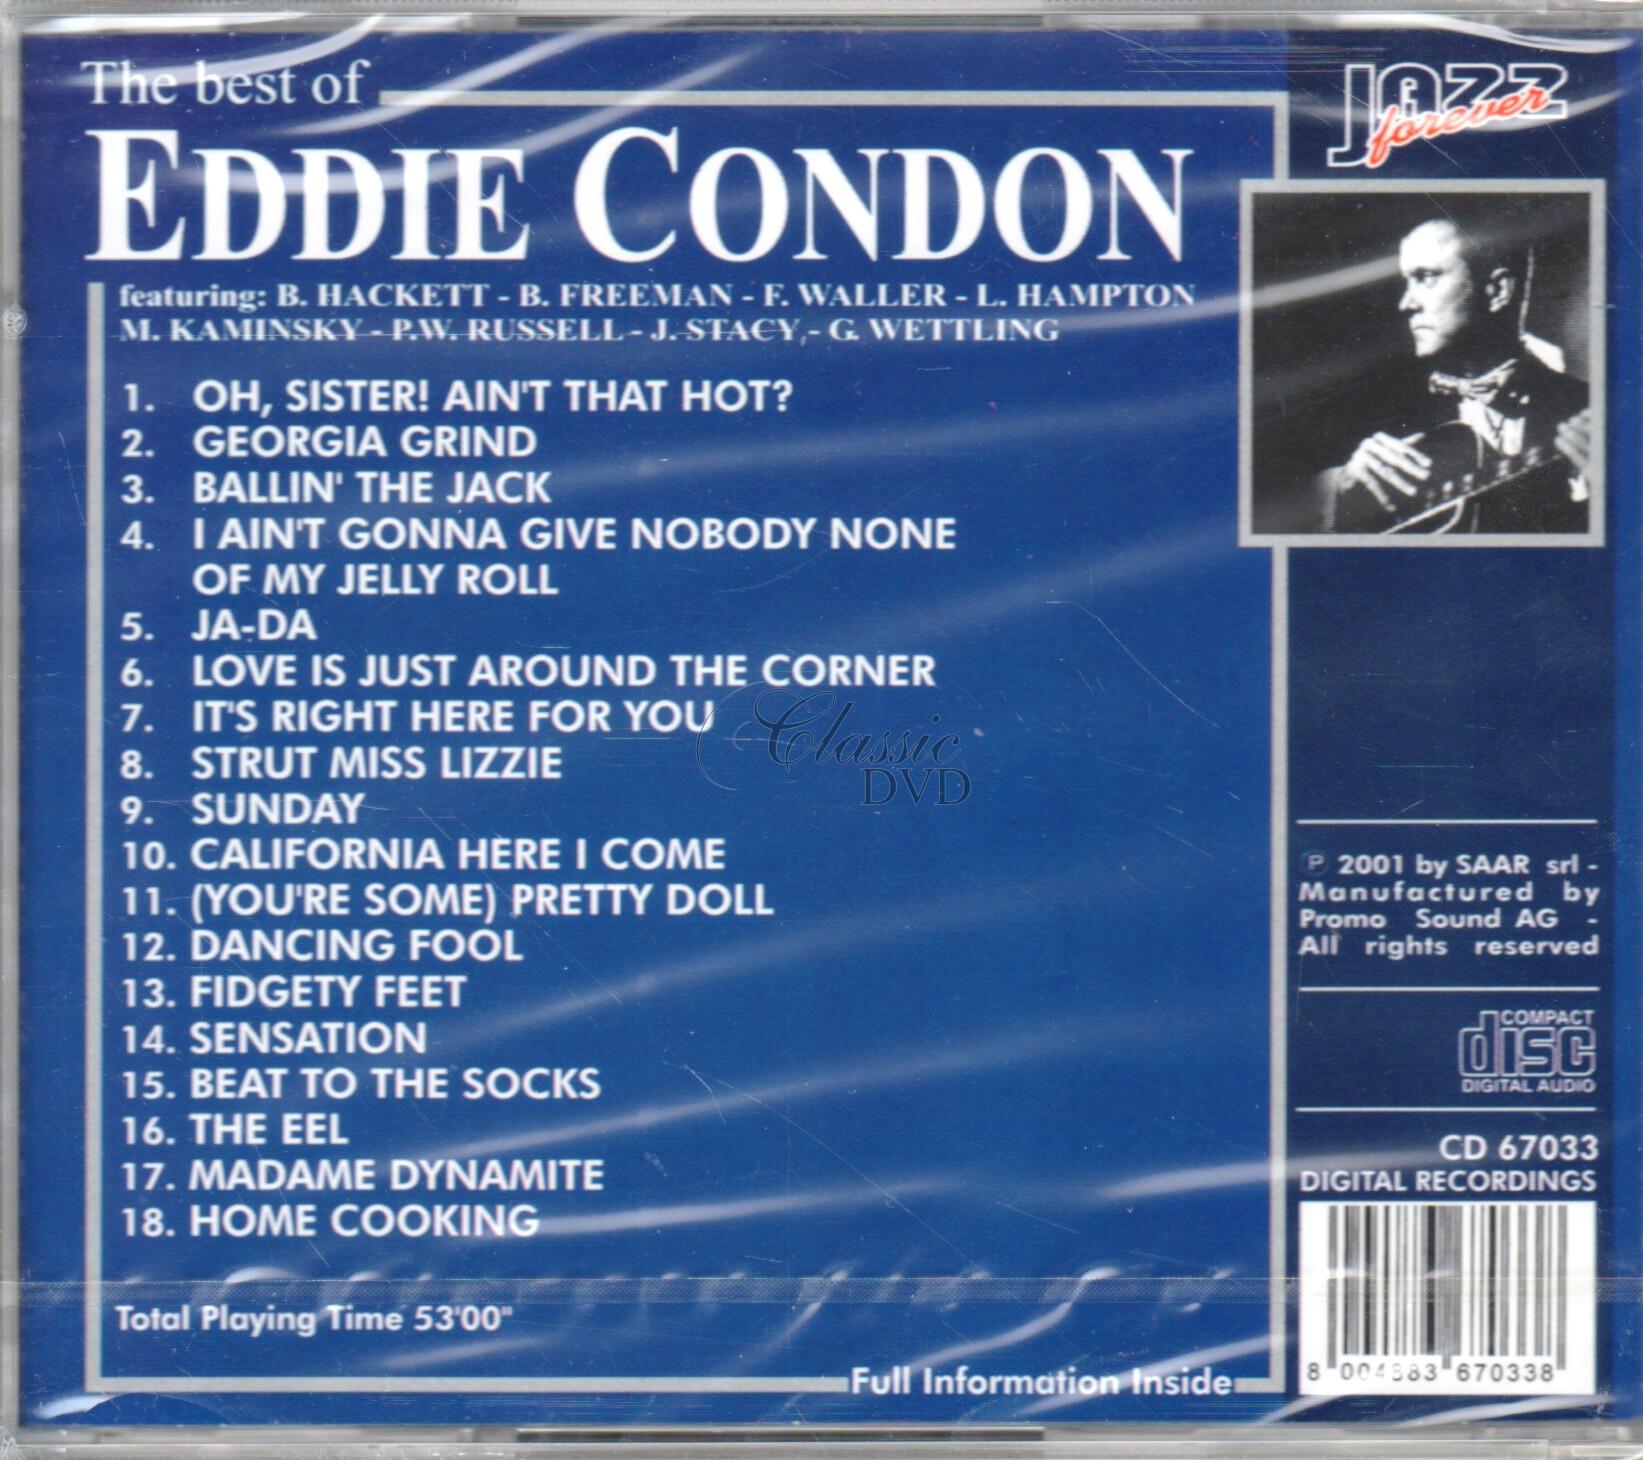 The best of
EDDIE CONDON
featuring: B. HACKETT - B. FREEMAN - F. WALLER - L. HAMPTON
M. KAMINSKY - P.W. RUSSELL - J. STACY, - G. WETTLING
1. OH, SISTER! AIN'T THAT HOT?
2. GEORGIA GRIND
3. BALLIN' THE JACK
4. I AIN'T GONNA GIVE NOBODY NONE
OF MY JELLY ROLL
5. JA-DA
6. LOVE IS JUST AROUND THE CORNER
7. IT'S RIGHT HERE FOR YOU
8. STRUT MISS LIZZIE
9. SUNDAY
10. CALIFORNIA HERE I COME
11. (YOU'RE SOME) PRETTY DOLL
12. DANCING FOOL
13. FIDGETY FEET
14. SENSATION
15. BEAT TO THE SOCKS
16. THE EEL
17. MADAME DYNAMITE
18. HOME COOKING
Total Playing Time 53'00"
Full Information Inside
JAZZ
forever
Classic
DVD
℗ 2001 by SAAR srl -
Manufactured by
Promo Sound AG -
All rights reserved
COMPACT
disc
DIGITAL AUDIO
CD 67033
DIGITAL RECORDINGS
8 004883 670338